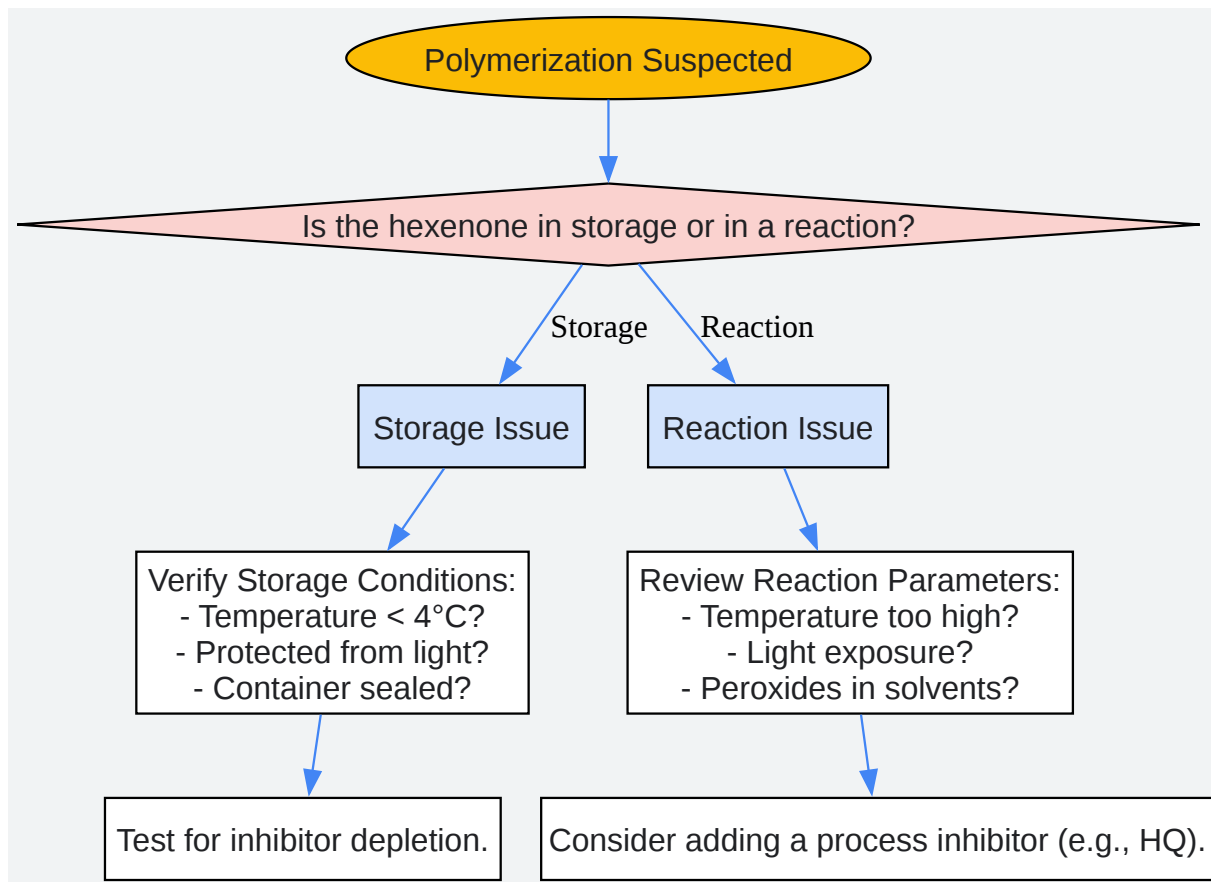 Polymerization Suspected
Is the hexenone in storage or in a reaction?
Storage
Reaction
Storage Issue
Reaction Issue
Verify Storage Conditions:
- Temperature < 4°C?
- Protected from light?
- Container sealed?
Review Reaction Parameters:
- Temperature too high?
- Light exposure?
- Peroxides in solvents?
Test for inhibitor depletion.
Consider adding a process inhibitor (e.g., HQ).